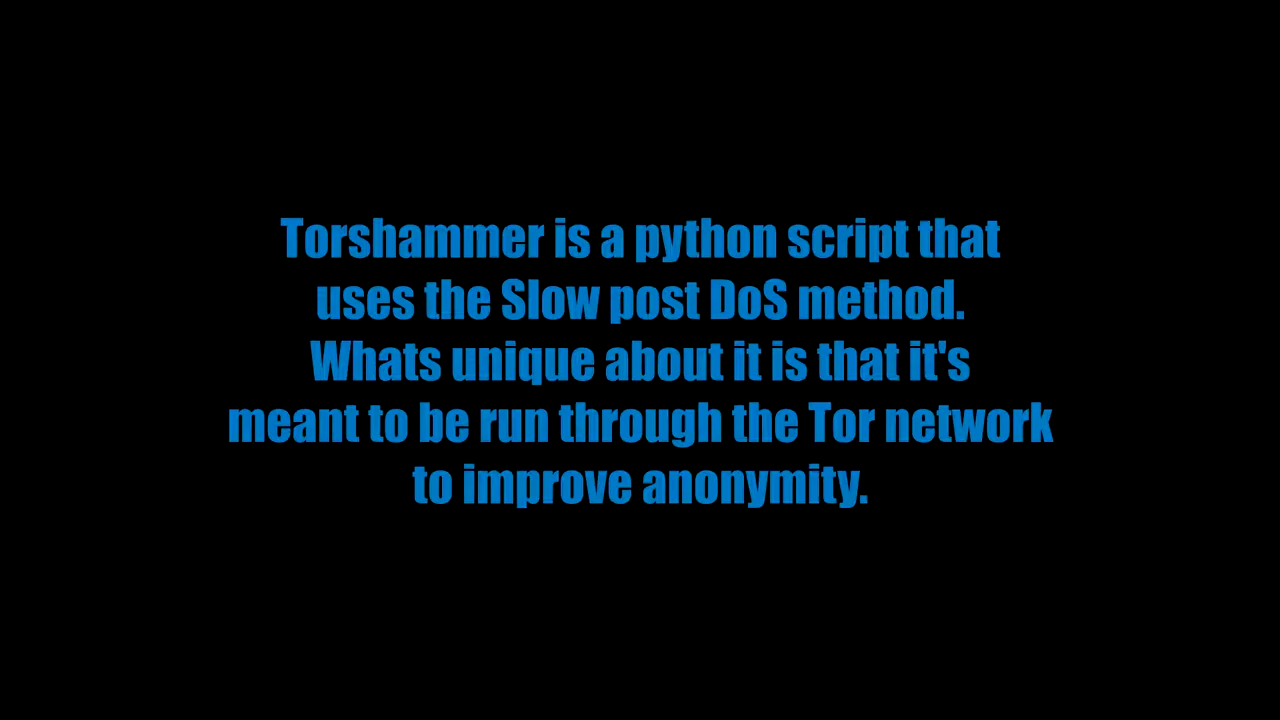 Torshammer is a python script that
uses the Slow post DoS method.
Whats unique about it is that it's
meant to be run through the Tor network
to improve anonymity.